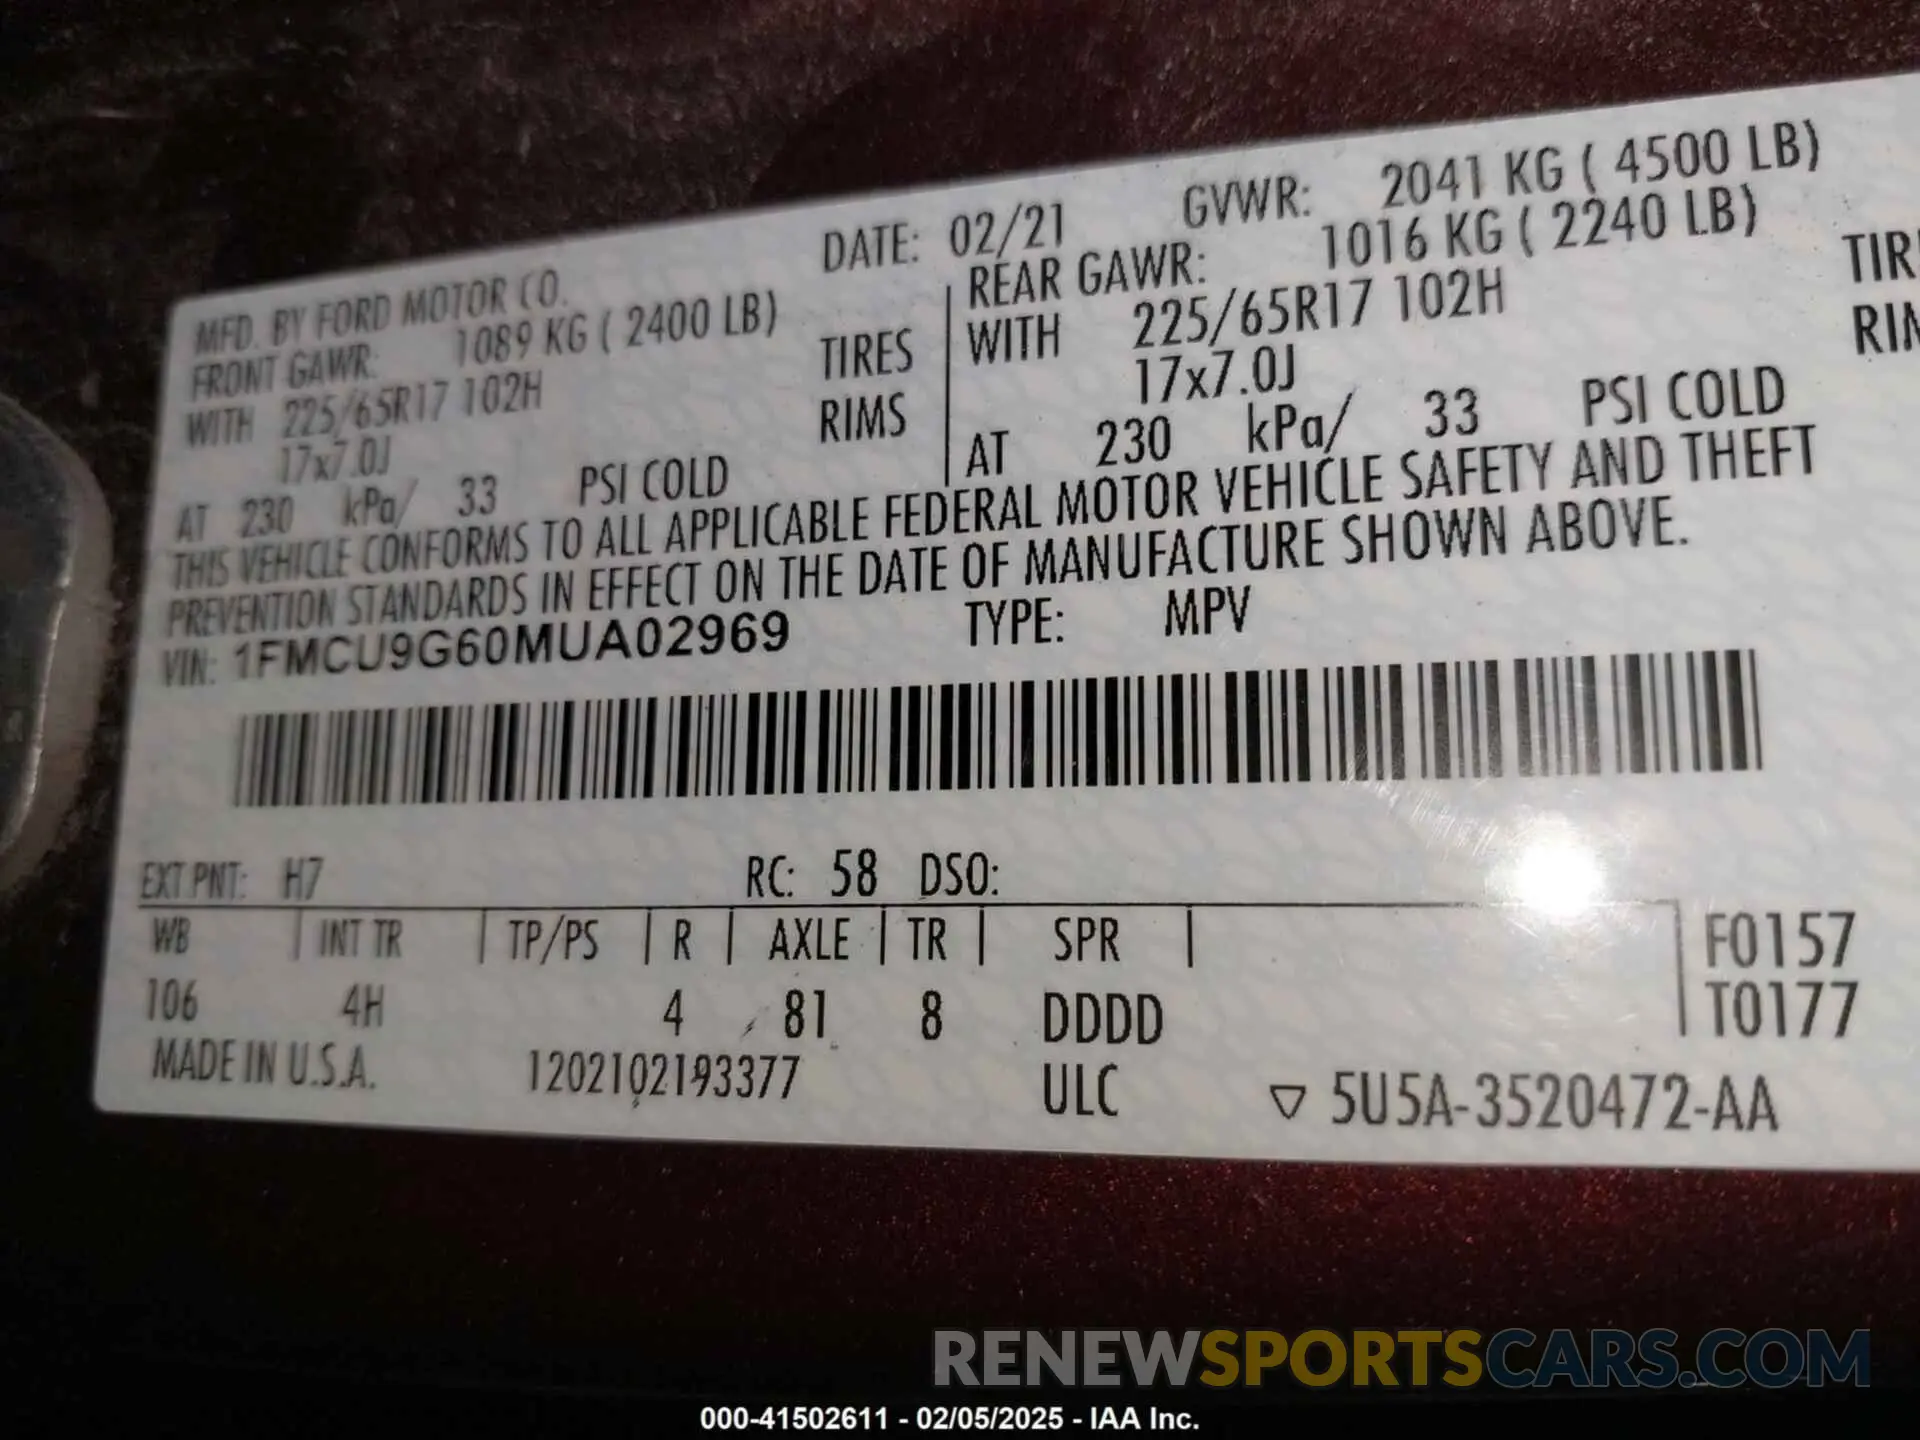 MFD. BY FORD MOTOR CO. DATE: 02/21 GVWR: 2041 KG ( 4500 LB)
FRONT GAWR: 1089 KG ( 2400 LB) REAR GAWR: 1016 KG ( 2240 LB)
WITH 225/65R17 102H TIRES WITH 225/65R17 102H
17x7.0J RIMS 17x7.0J
AT 230 kPa/ 33 PSI COLD AT 230 kPa/ 33 PSI COLD
THIS VEHICLE CONFORMS TO ALL APPLICABLE FEDERAL MOTOR VEHICLE SAFETY AND THEFT
PREVENTION STANDARDS IN EFFECT ON THE DATE OF MANUFACTURE SHOWN ABOVE.
VIN: 1FMCU9G60MUA02969 TYPE: MPV
EXT PNT: H7 RC: 58 DSO:
WB INT TR TP/PS R AXLE TR SPR F0157
106 4H 4 81 8 DDDD T0177
MADE IN U.S.A. 1202102193377 ULC ▽ 5U5A-3520472-AA
RENEWSPORTSCARS.COM
000-41502611 - 02/05/2025 - IAA Inc.